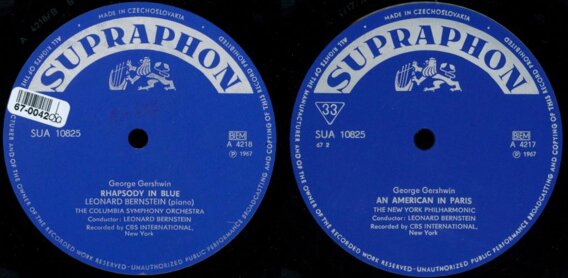 MADE IN CZECHOSLOVAKIA
SUPRAPHON
67-004200
SUA 10825
BIEM
A 4218
Ⓟ 1967
George Gershwin
RHAPSODY IN BLUE
LEONARD BERNSTEIN (piano)
THE COLUMBIA SYMPHONY ORCHESTRA
Conductor: LEONARD BERNSTEIN
Recorded by CBS INTERNATIONAL,
New York
ALL RIGHTS OF THE MANUFACTURER AND OF THE OWNER OF THE RECORDED WORK RESERVED-UNAUTHORIZED PUBLIC PERFORMANCE BROADCASTING AND COPYING OF THIS RECORD PROHIBITED
MADE IN CZECHOSLOVAKIA
SUPRAPHON
33
SUA 10825
67 2
BIEM
A 4217
Ⓟ 1967
George Gershwin
AN AMERICAN IN PARIS
THE NEW YORK PHILHARMONIC
Conductor: LEONARD BERNSTEIN
Recorded by CBS INTERNATIONAL,
New York
ALL RIGHTS OF THE MANUFACTURER AND OF THE OWNER OF THE RECORDED WORK RESERVED-UNAUTHORIZED PUBLIC PERFORMANCE BROADCASTING AND COPYING OF THIS RECORD PROHIBITED